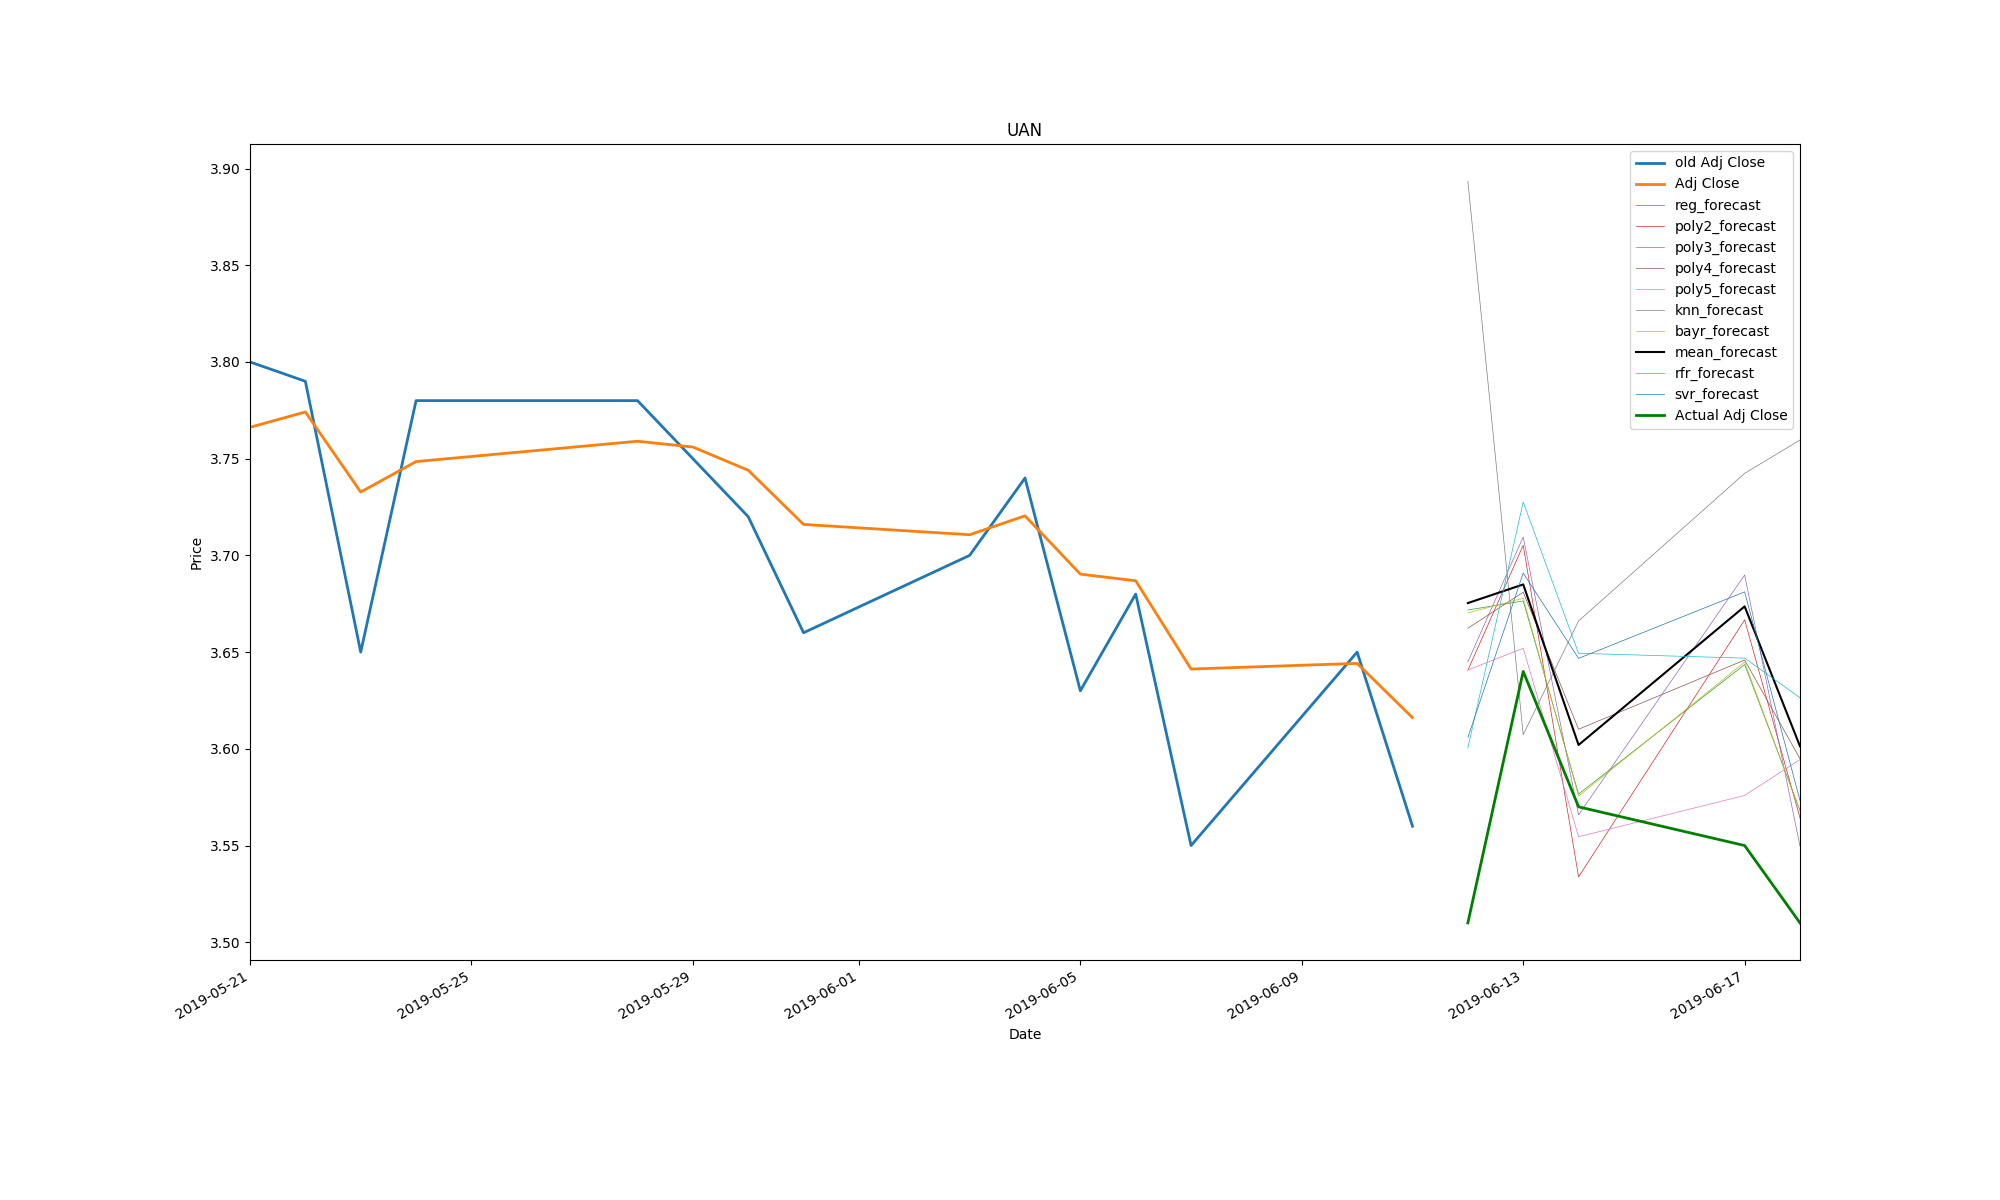 UAN
3.90
3.85
3.80
3.75
3.70
3.65
3.60
3.55
3.50
Price
old Adj Close
Adj Close
reg_forecast
poly2_forecast
poly3_forecast
poly4_forecast
poly5_forecast
knn_forecast
bayr_forecast
mean_forecast
rfr_forecast
svr_forecast
Actual Adj Close
2019-05-21
2019-05-25
2019-05-29
2019-06-01
2019-06-05
2019-06-09
2019-06-13
2019-06-17
Date